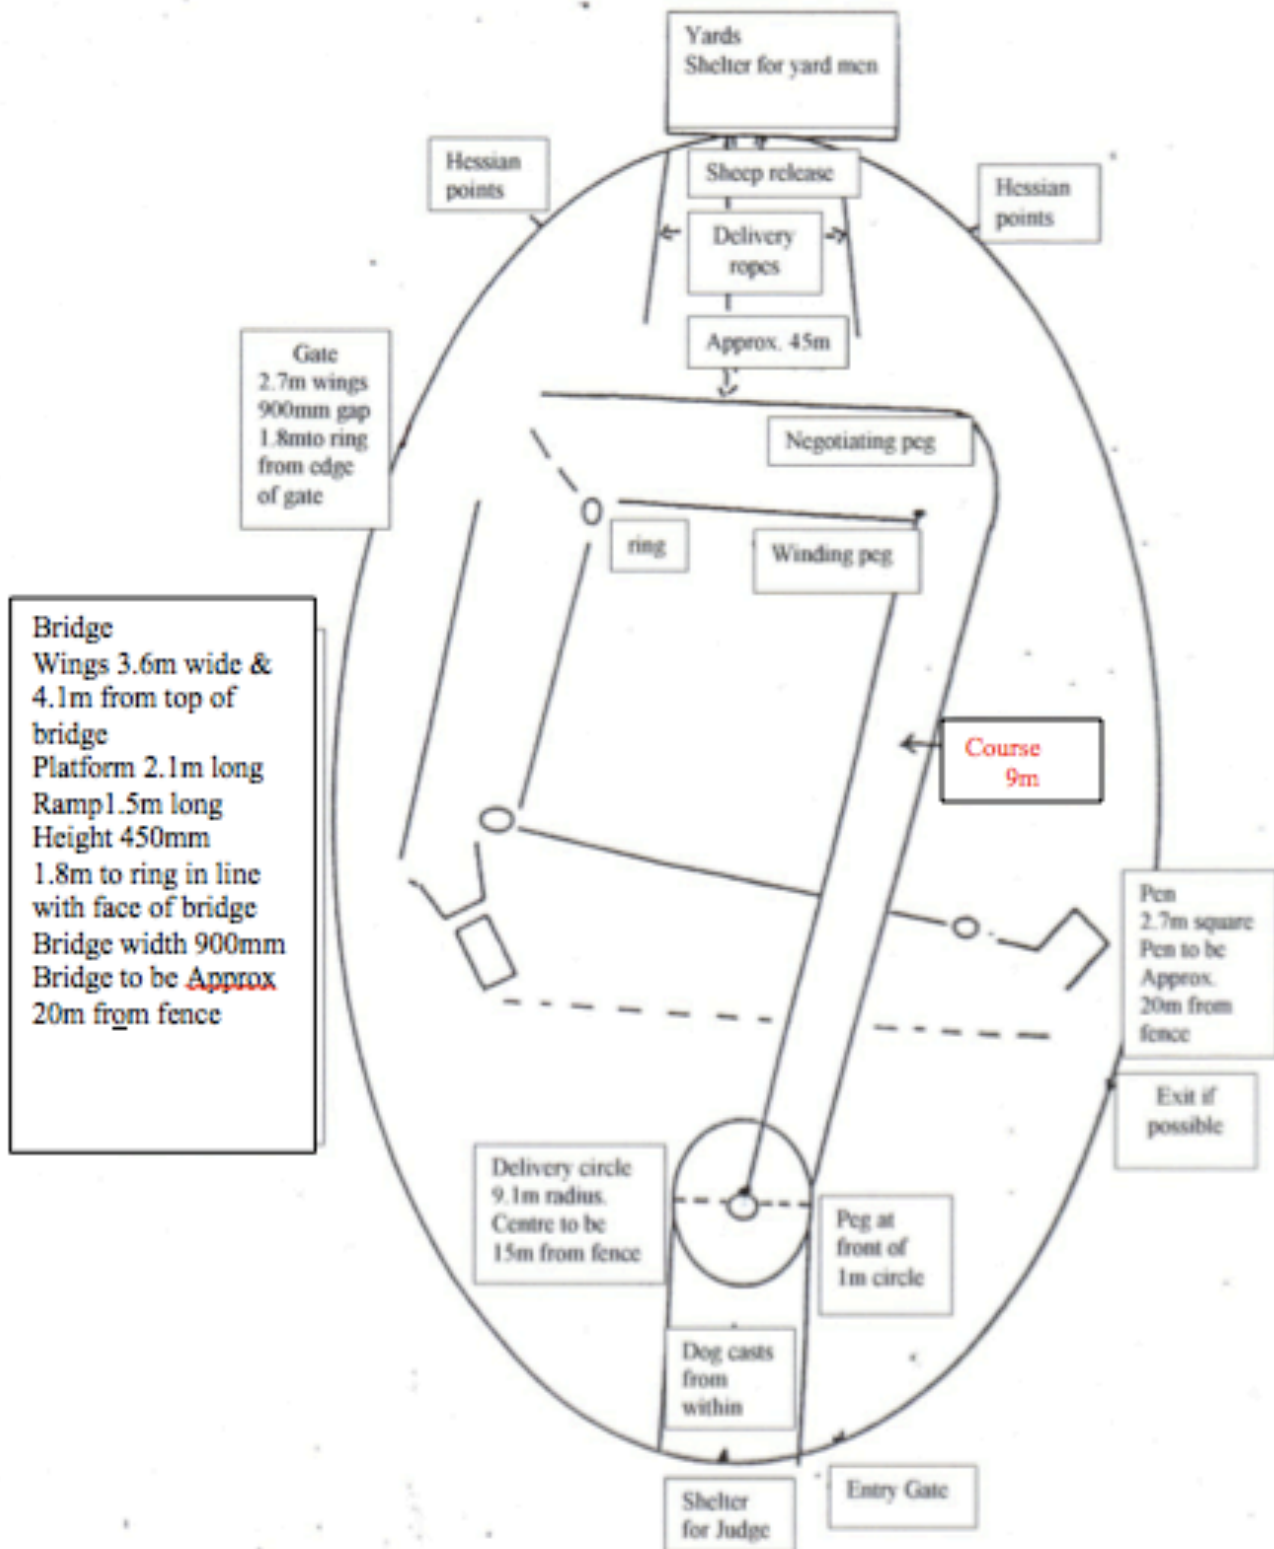 Yards
Shelter for yard men
Hessian
points
Sheep release
Hessian
points
Delivery
ropes
Approx. 45m
Gate
2.7m wings
900mm gap
1.8mto ring
from edge
of gate
Negotiating peg
ring
Winding peg
Bridge
Wings 3.6m wide &
4.1m from top of
bridge
Platform 2.1m long
Ramp1.5m long
Height 450mm
1.8m to ring in line
with face of bridge
Bridge width 900mm
Bridge to be Approx
20m from fence
Course
9m
Pen
2.7m square
Pen to be
Approx.
20m from
fence
Exit if
possible
Delivery circle
9.1m radius.
Centre to be
15m from fence
Peg at
front of
1m circle
Dog casts
from
within
Entry Gate
Shelter
for Judge